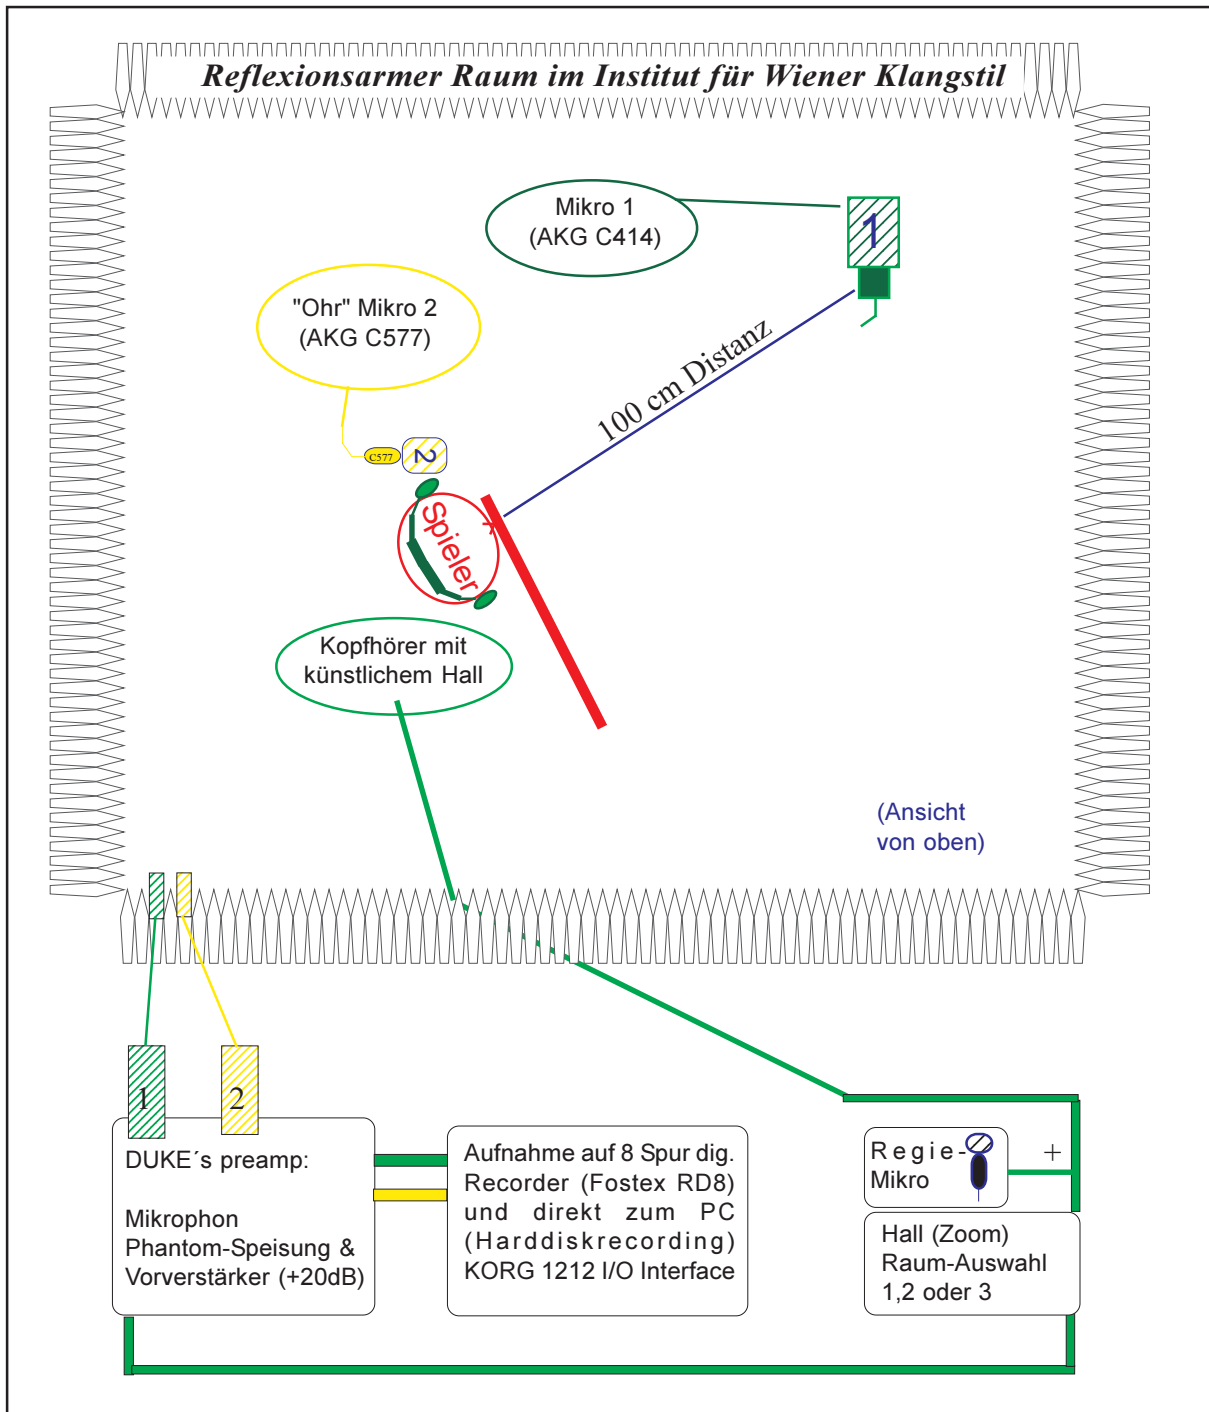 Reflexionsarmer Raum im Institut für Wiener Klangstil
Mikro 1
(AKG C414)
1
"Ohr" Mikro 2
(AKG C577)
100 cm Distanz
C577
2
Spieler
Kopfhörer mit
künstlichem Hall
(Ansicht
von oben)
1
2
DUKE´s preamp:
Mikrophon
Phantom-Speisung &
Vorverstärker (+20dB)
Aufnahme auf 8 Spur dig.
Recorder (Fostex RD8)
und direkt zum PC
(Harddiskrecording)
KORG 1212 I/O Interface
Regie-
Mikro
+
Hall (Zoom)
Raum-Auswahl
1,2 oder 3